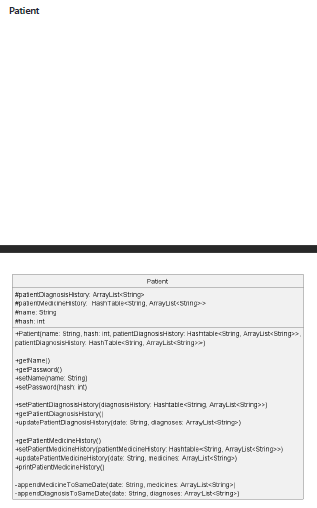 Patient
Patient
#patientDiagnosisHistory: ArrayList<String>
#patientMedicineHistory:  HashTable<String, ArrayList<String>>
#name: String
#hash: int
+Patient(name: String, hash: int, patientDiagnosisHistory: Hashtable<String, ArrayList<String>>,
patientDiagnosisHistory: HashTable<String, ArrayList<String>>)
+getName()
+getPassword()
+setName(name: String)
+setPassword(hash: int)
+setPatientDiagnosisHistory(diagnosisHistory: Hashtable<String, ArrayList<String>>)
+getPatientDiagnosisHistory()
+updatePatientDiagnosisHistory(date: String, diagnoses: ArrayList<String>)
+getPatientMedicineHistory()
+setPatientMedicineHistory(patientMedicineHistory: Hashtable<String, ArrayList<String>>)
+updatePatientMedicineHistory(date: String, medicines: ArrayList<String>)
+printPatientMedicineHistory()
-appendMedicineToSameDate(date: String, medicines: ArrayList<String>)
-appendDiagnosisToSameDate(date: String, diagnoses: ArrayList<String>)